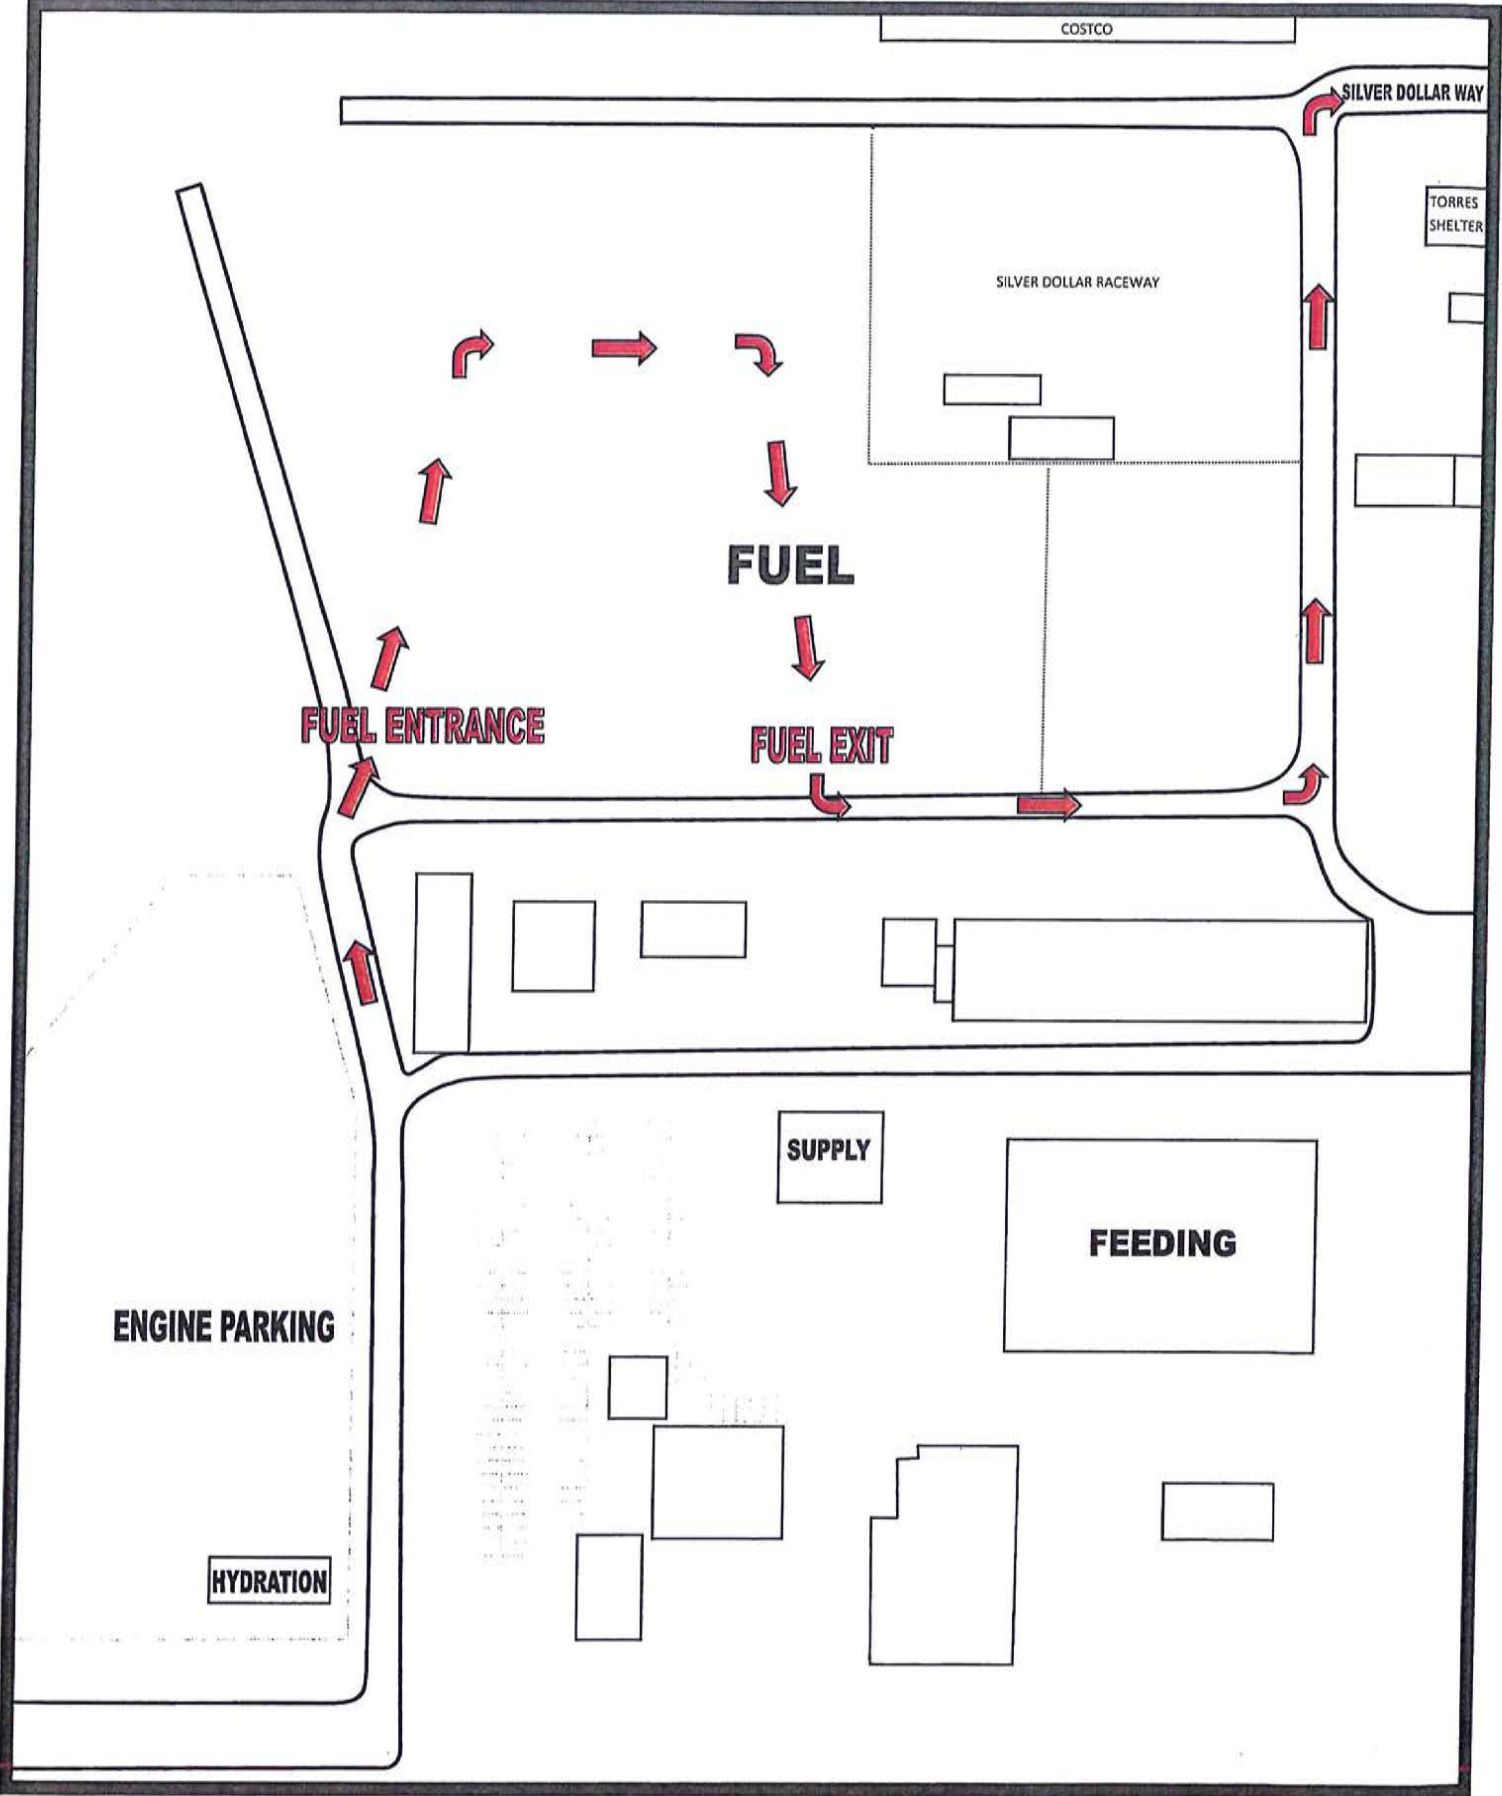 COSTCO
SILVER DOLLAR WAY
TORRES
SHELTER
SILVER DOLLAR RACEWAY
FUEL
FUEL ENTRANCE
FUEL EXIT
SUPPLY
FEEDING
ENGINE PARKING
HYDRATION